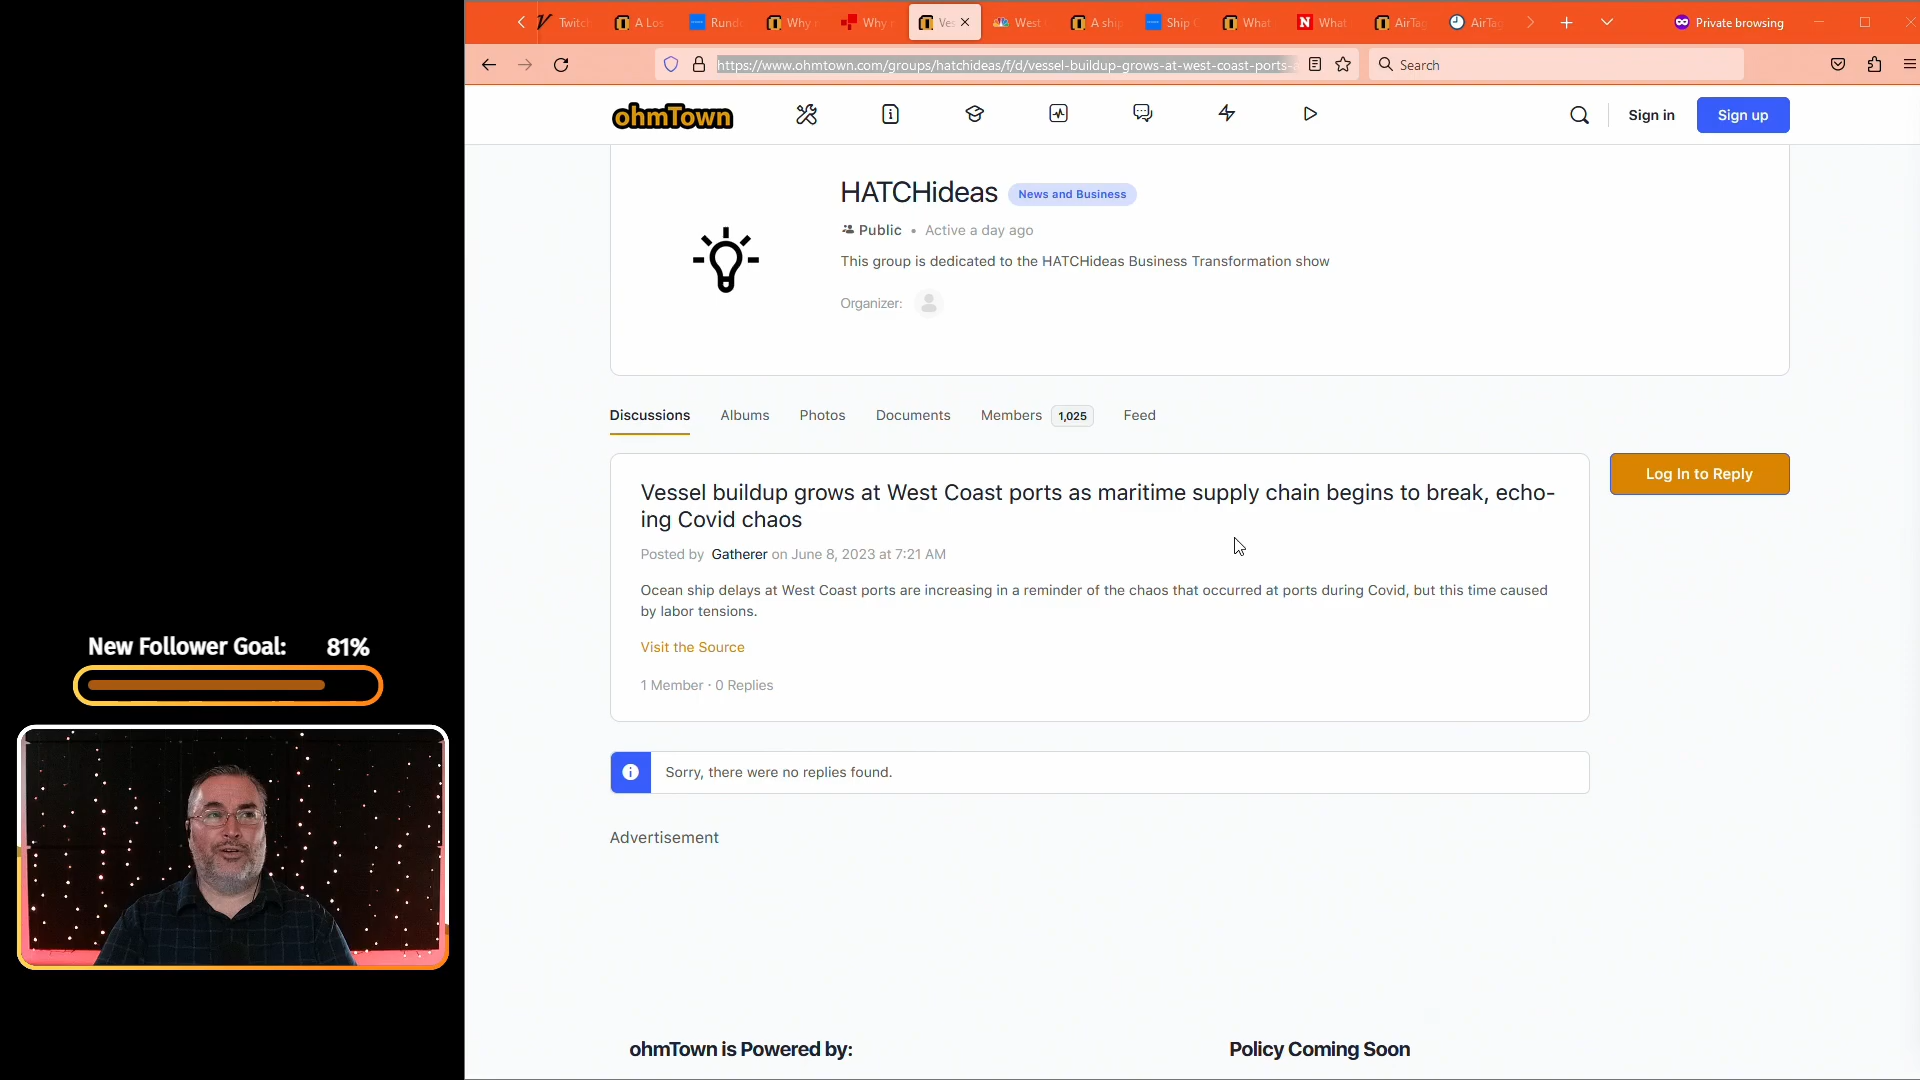 Twitch
A Los
Rund
Why
Why
Ves
West
A ship
Ship
What
What
AirTag
AirTag
Private browsing
https://www.ohmtown.com/groups/hatchideas/f/d/vessel-buildup-grows-at-west-coast-ports-
Search
ohmTown
Sign in
Sign up
HATCHideas
News and Business
Public • Active a day ago
This group is dedicated to the HATCHideas Business Transformation show
Organizer:
Discussions
Albums
Photos
Documents
Members 1,025
Feed
Vessel buildup grows at West Coast ports as maritime supply chain begins to break, echo-
ing Covid chaos
Log In to Reply
Posted by Gatherer on June 8, 2023 at 7:21 AM
Ocean ship delays at West Coast ports are increasing in a reminder of the chaos that occurred at ports during Covid, but this time caused
by labor tensions.
Visit the Source
1 Member · 0 Replies
New Follower Goal: 81%
Sorry, there were no replies found.
Advertisement
ohmTown is Powered by:
Policy Coming Soon